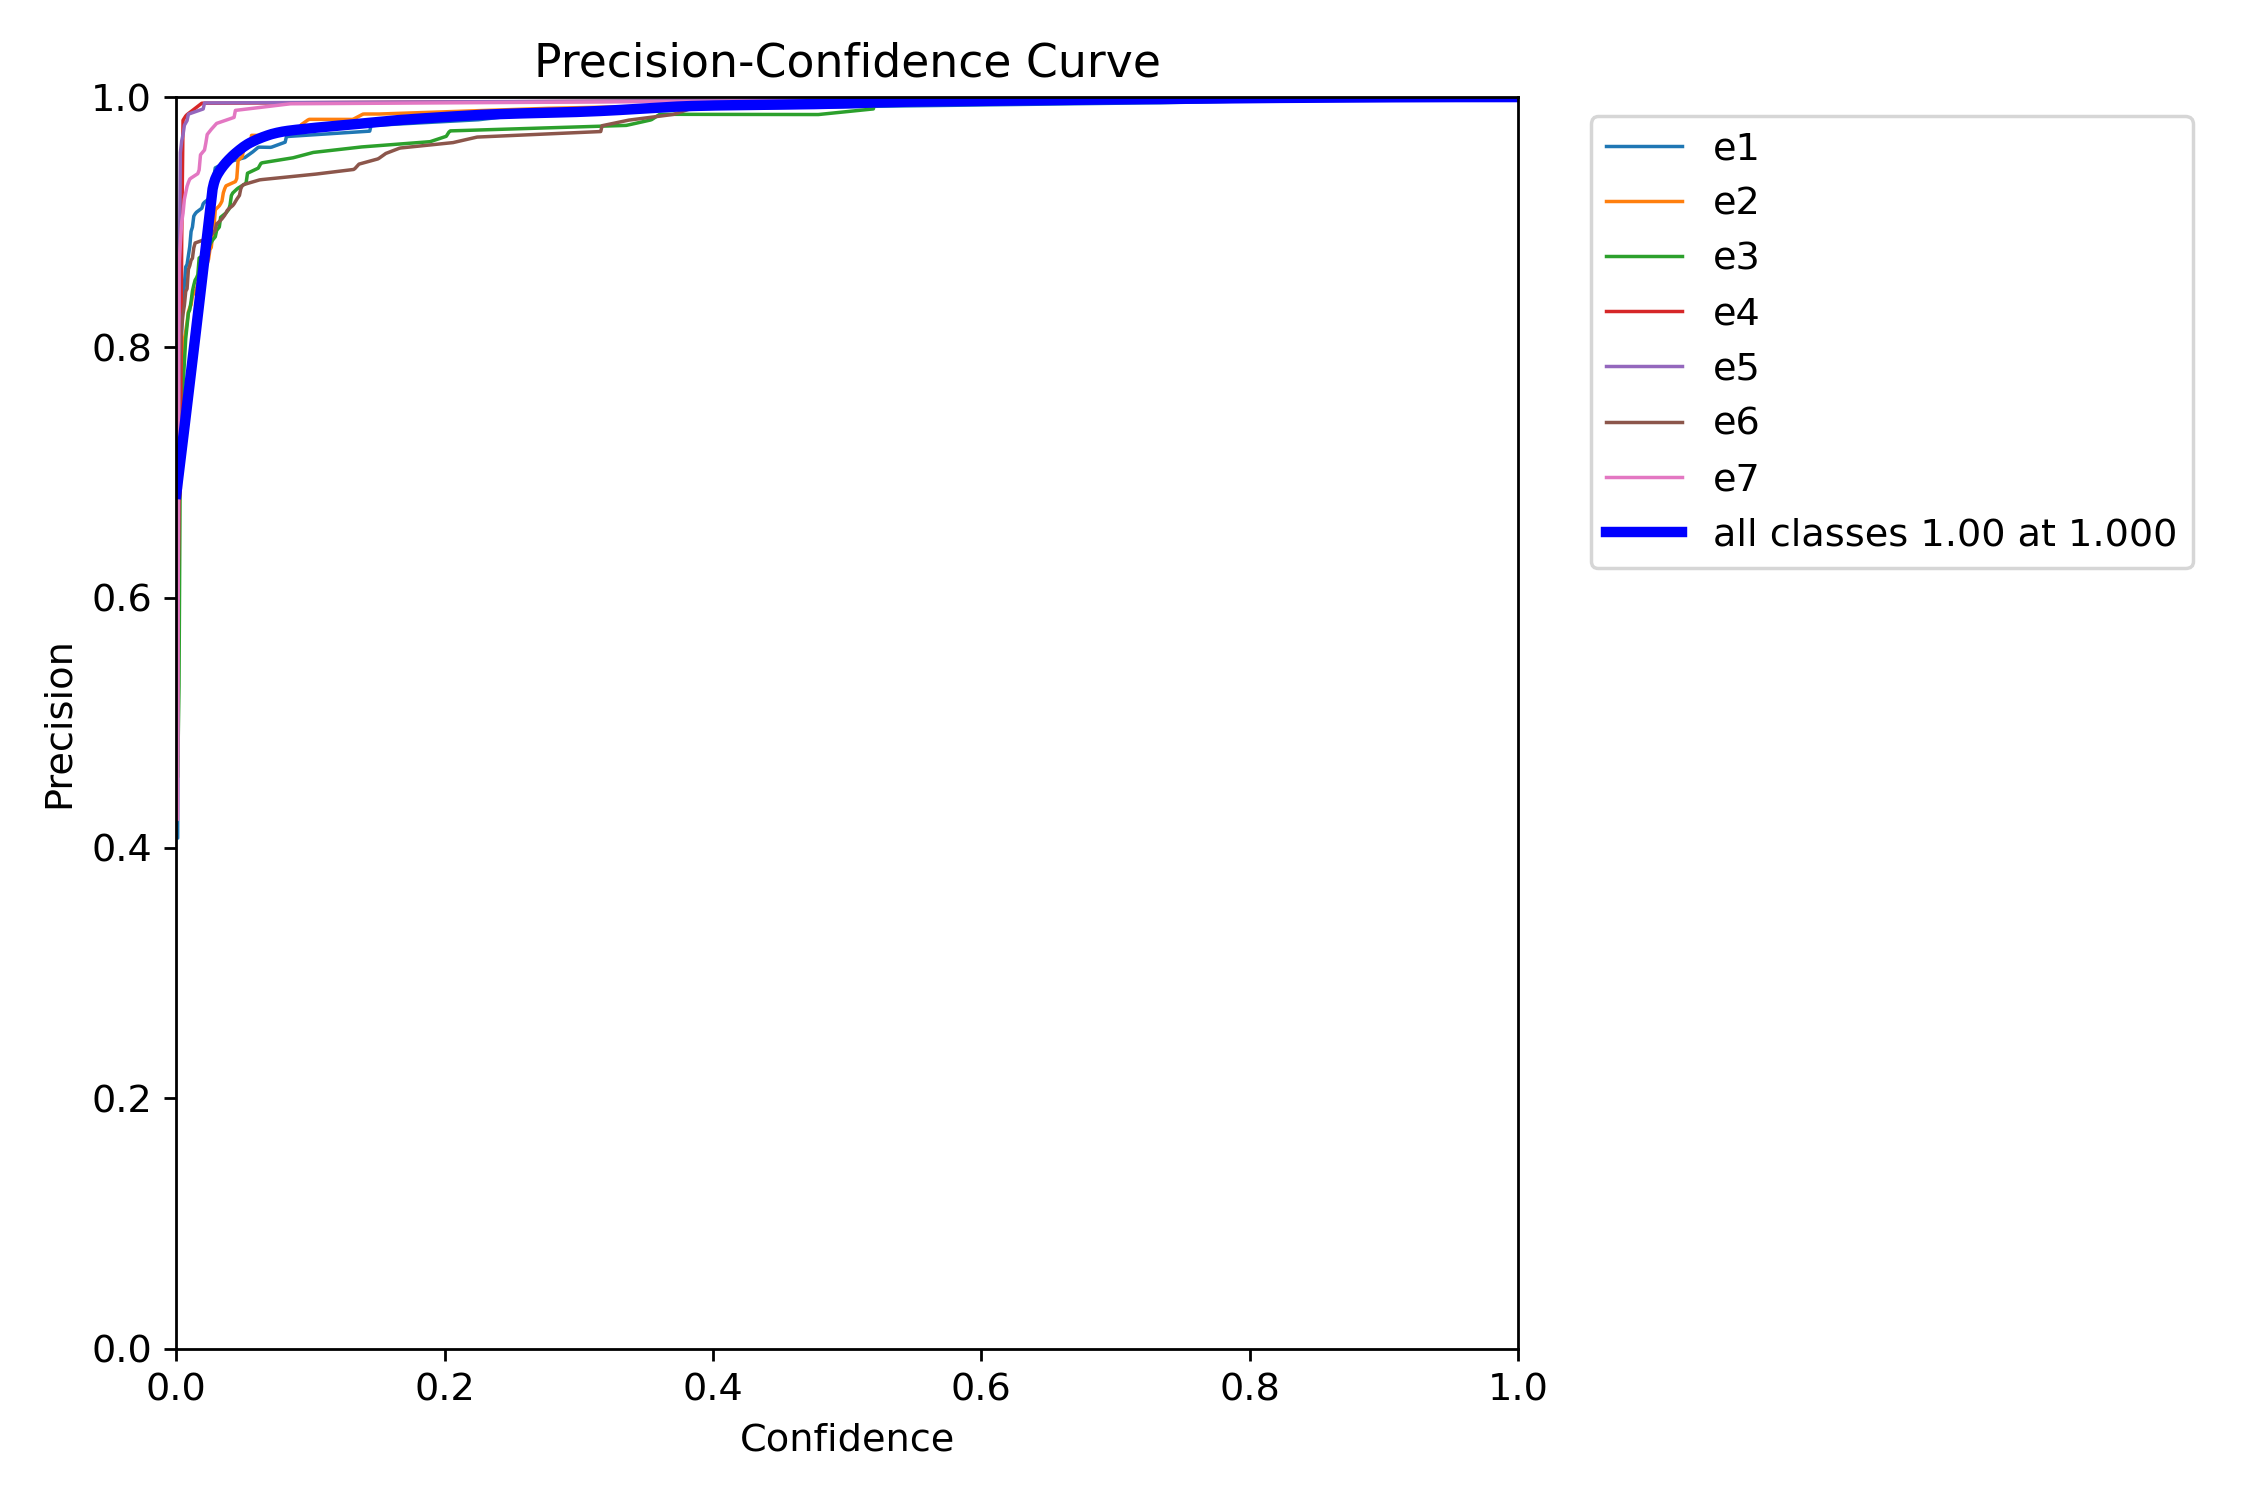 Precision-Confidence Curve
1.0
0.8
0.6
0.4
0.2
0.0
Precision
0.0 0.2 0.4 0.6 0.8 1.0
Confidence
e1
e2
e3
e4
e5
e6
e7
all classes 1.00 at 1.000